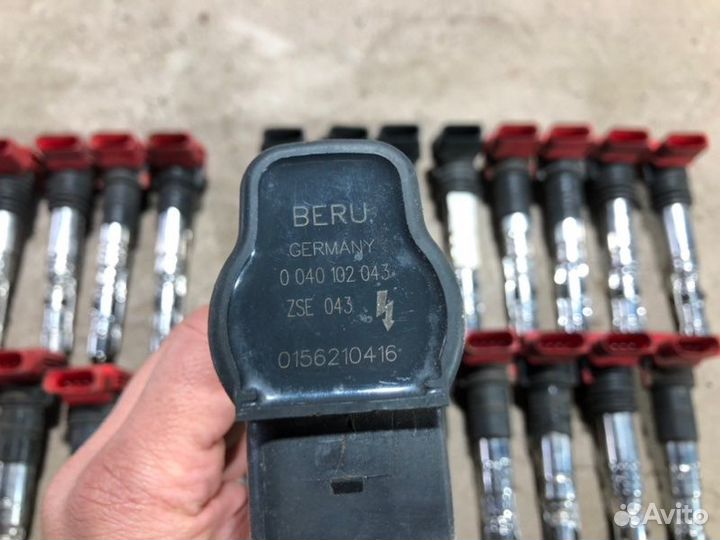 BERU
GERMANY
0 040 102 043
ZSE 043
0156210416
Avito